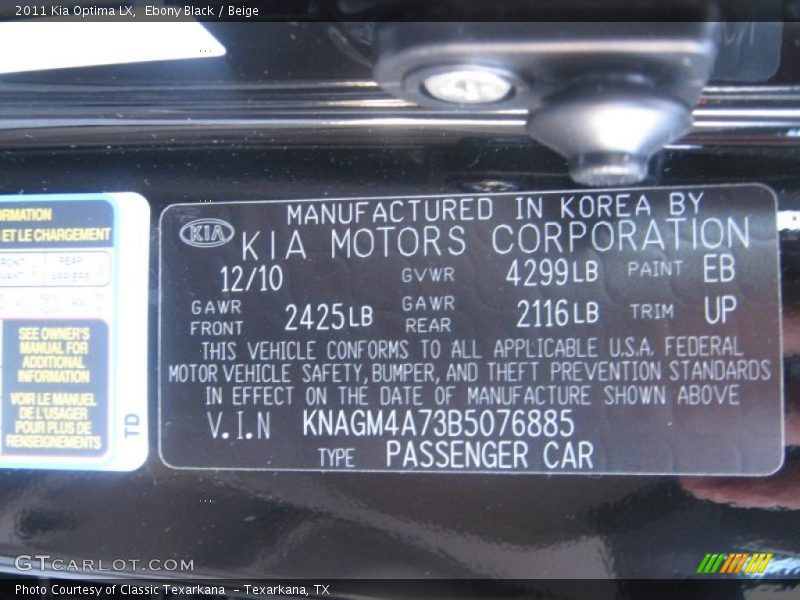 2011 Kia Optima LX,  Ebony Black / Beige
ORMATION
ET LE CHARGEMENT
SEE OWNER'S
MANUAL FOR
ADDITIONAL
INFORMATION
VOIR LE MANUEL
DE L'USAGER
POUR PLUS DE
RENSEIGNEMENTS
TD
MANUFACTURED IN KOREA BY
KIA KIA MOTORS CORPORATION
12/10 GVWR 4299LB PAINT EB
GAWR FRONT 2425LB GAWR REAR 2116LB TRIM UP
THIS VEHICLE CONFORMS TO ALL APPLICABLE U.S.A. FEDERAL
MOTOR VEHICLE SAFETY, BUMPER, AND THEFT PREVENTION STANDARDS
IN EFFECT ON THE DATE OF MANUFACTURE SHOWN ABOVE
V.I.N KNAGM4A73B5076885
TYPE PASSENGER CAR
GTCARLOT.COM
Photo Courtesy of Classic Texarkana  - Texarkana, TX